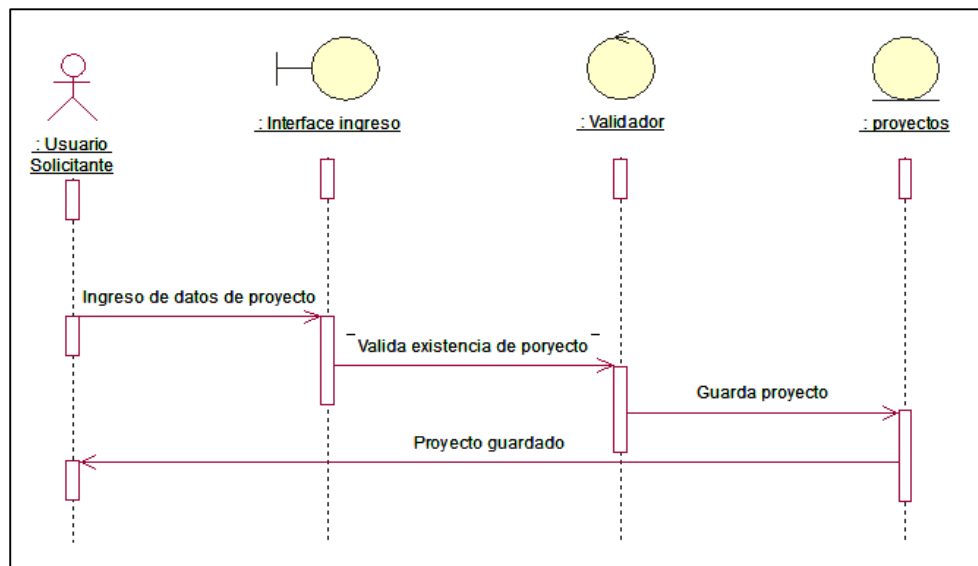 : Usuario
Solicitante
: Interface ingreso
: Validador
: proyectos
Ingreso de datos de proyecto
Valida existencia de poryecto
Guarda proyecto
Proyecto guardado